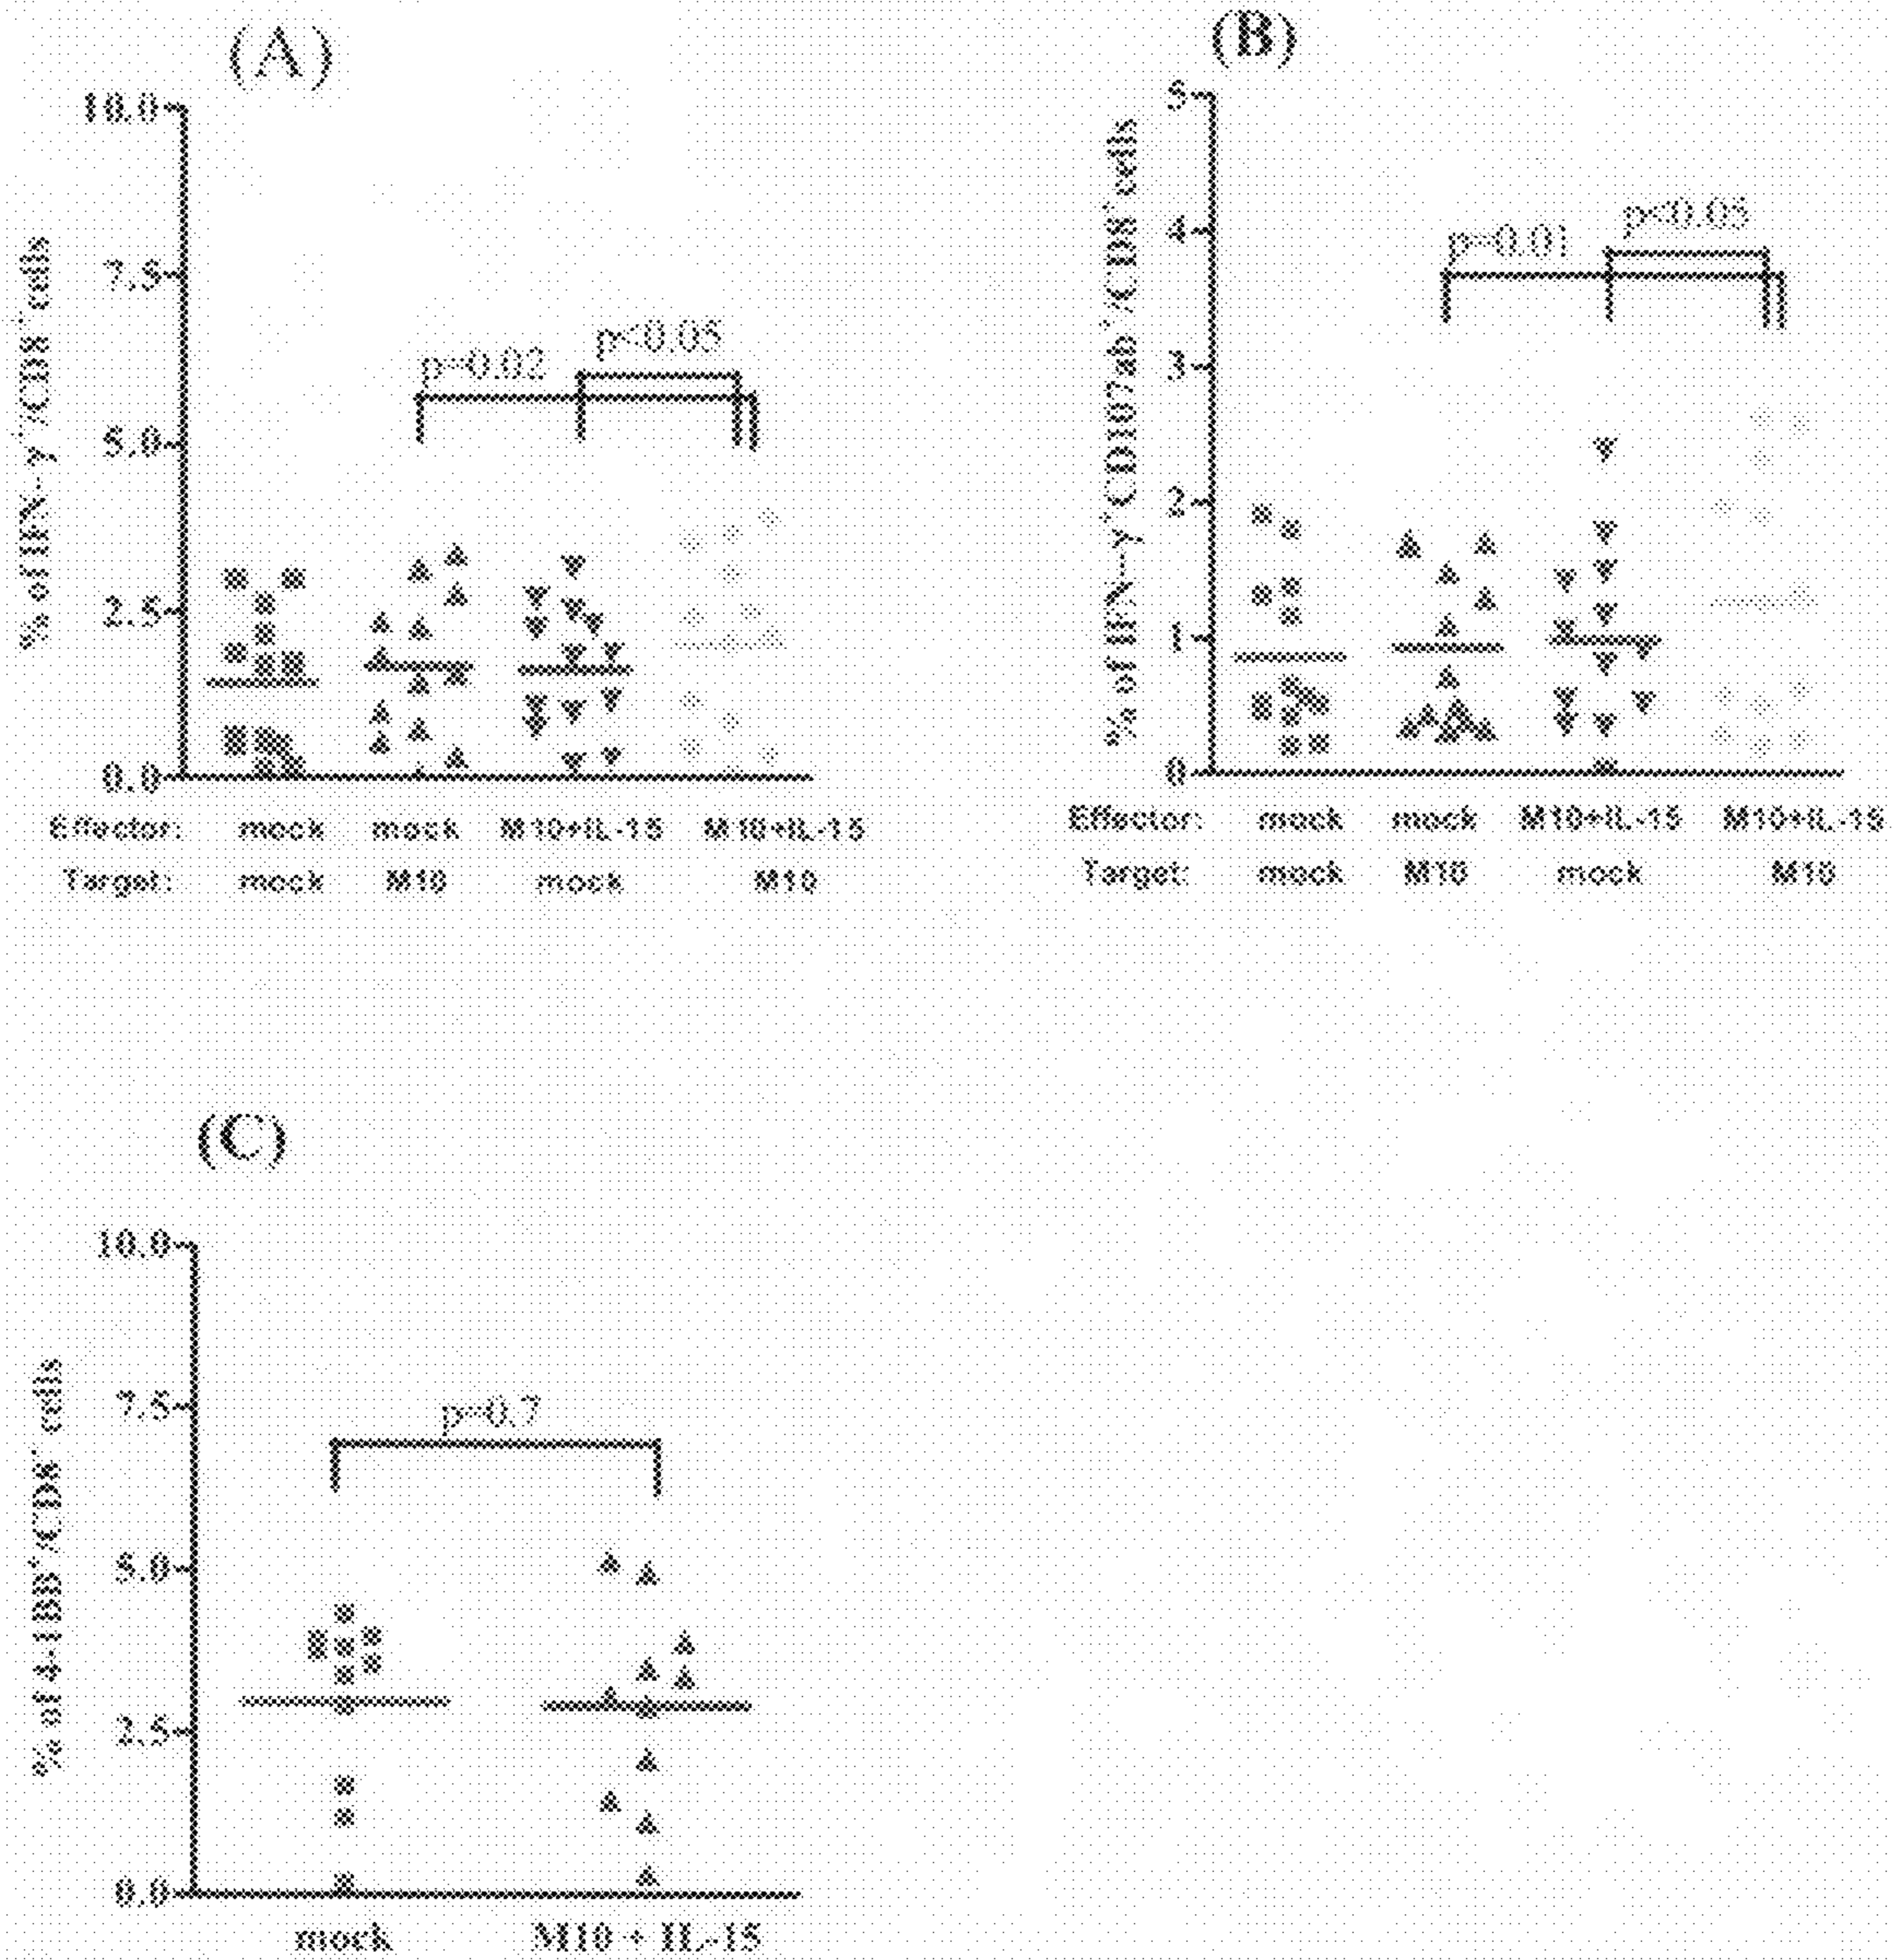 (A)
% of IFN-γ⁺/CD8⁺cells
10.0
7.5
5.0
2.5
0.0
p=0.02
p<0.05
Effector: mock mock M10+IL-15 M10+IL-15
Target: mock M10 mock M10
(B)
% of IFN-γ⁺CD107ab⁺/CD8⁺cells
5
4
3
2
1
0
p=0.01
p<0.05
Effector: mock mock M10+IL-15 M10+IL-15
Target: mock M10 mock M10
(C)
% of 4-1BB⁺/CD8⁺ cells
10.0
7.5
5.0
2.5
0.0
p=0.7
mock M10 + IL-15